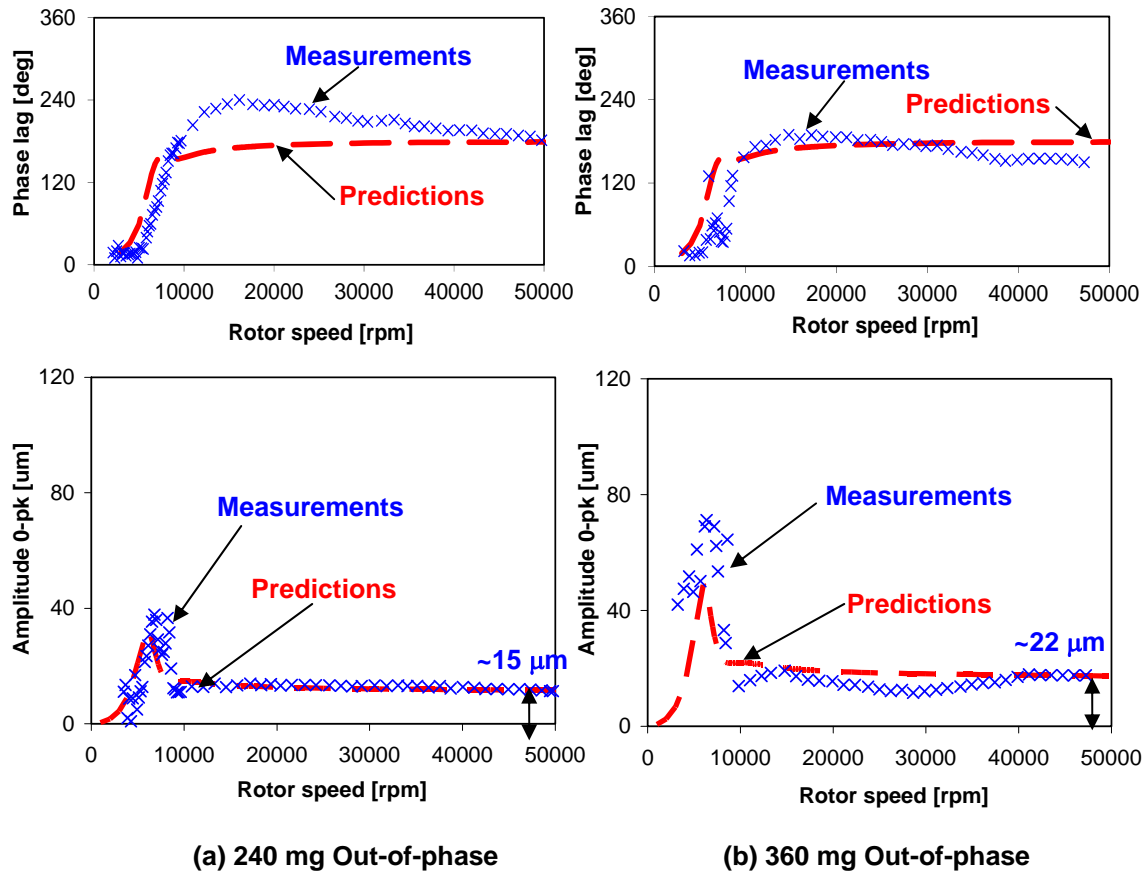 360
240
120
0
Phase lag [deg]
Measurements
Predictions
0 10000 20000 30000 40000 50000
Rotor speed [rpm]
360
240
120
0
Phase lag [deg]
Measurements
Predictions
0 10000 20000 30000 40000 50000
Rotor speed [rpm]
120
80
40
0
Amplitude 0-pk [um]
Measurements
Predictions
~15 μm
0 10000 20000 30000 40000 50000
Rotor speed [rpm]
120
80
40
0
Amplitude 0-pk [um]
Measurements
Predictions
~22 μm
0 10000 20000 30000 40000 50000
Rotor speed [rpm]
(a) 240 mg Out-of-phase
(b) 360 mg Out-of-phase